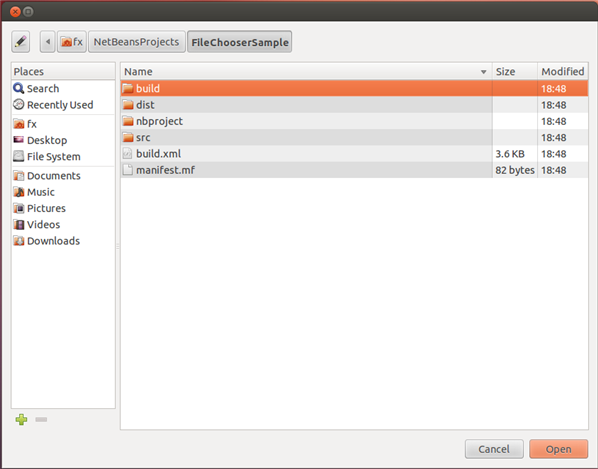 fx NetBeansProjects FileChooserSample
Places
Search
Recently Used
fx
Desktop
File System
Documents
Music
Pictures
Videos
Downloads
Name Size Modified
build 18:48
dist 18:48
nbproject 18:48
src 18:48
build.xml 3.6 KB 18:48
manifest.mf 82 bytes 18:48
Cancel Open